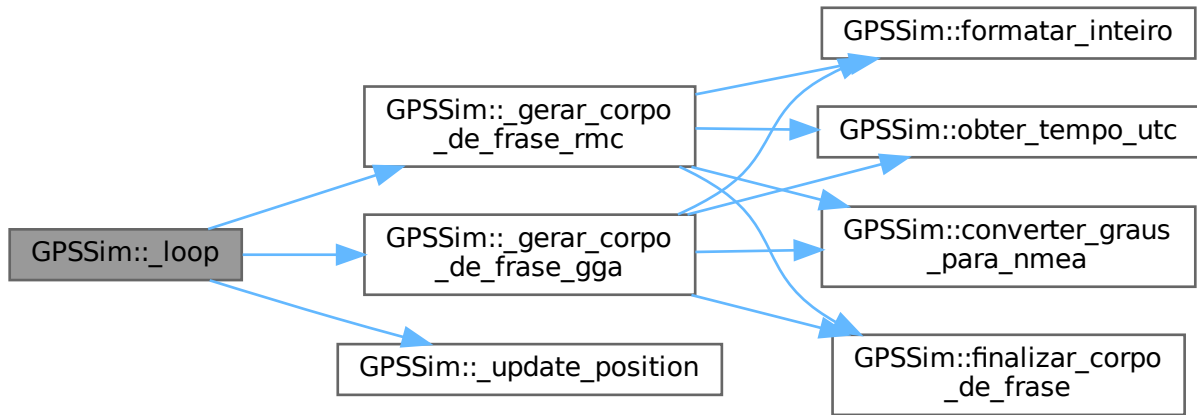 GPSSim::_loop
GPSSim::_gerar_corpo
_de_frase_rmc
GPSSim::_gerar_corpo
_de_frase_gga
GPSSim::_update_position
GPSSim::formatar_inteiro
GPSSim::obter_tempo_utc
GPSSim::converter_graus
_para_nmea
GPSSim::finalizar_corpo
_de_frase